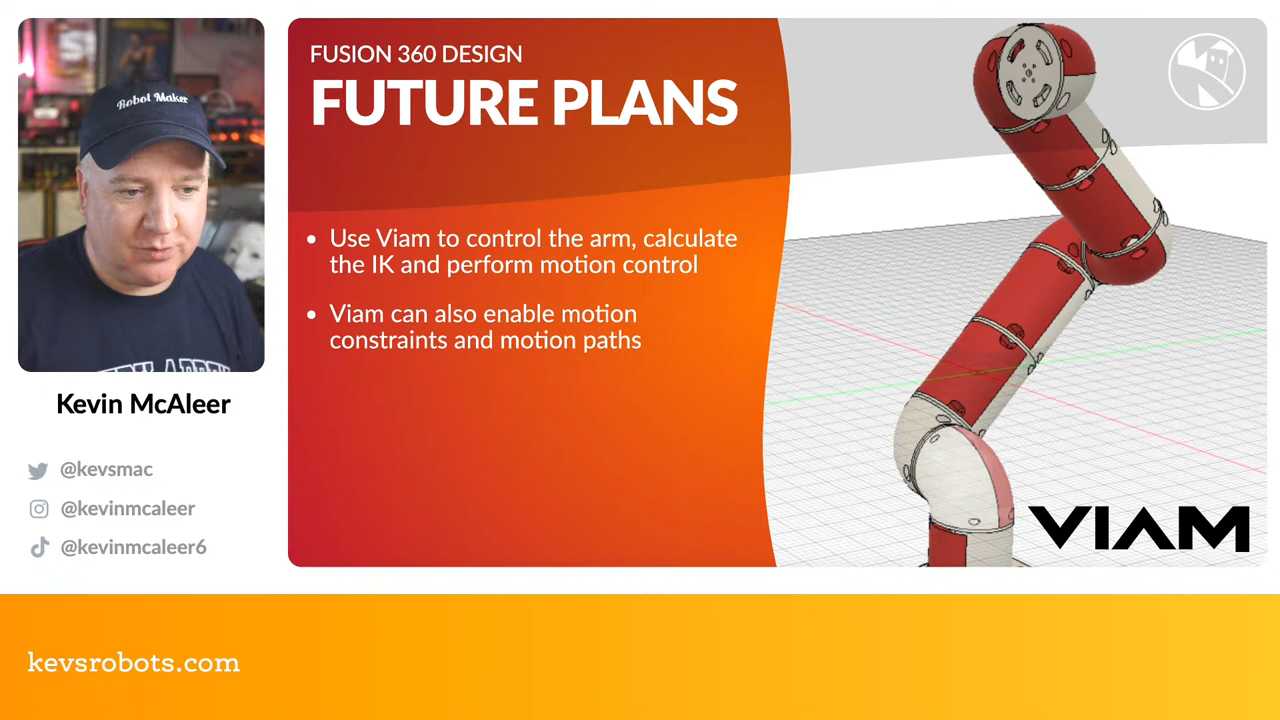 Robot Maker
Kevin McAleer
@kevsmac
@kevinmcaleer
@kevinmcaleer6
FUSION 360 DESIGN
FUTURE PLANS
• Use Viam to control the arm, calculate
the IK and perform motion control
• Viam can also enable motion
constraints and motion paths
VIAM
kevsrobots.com